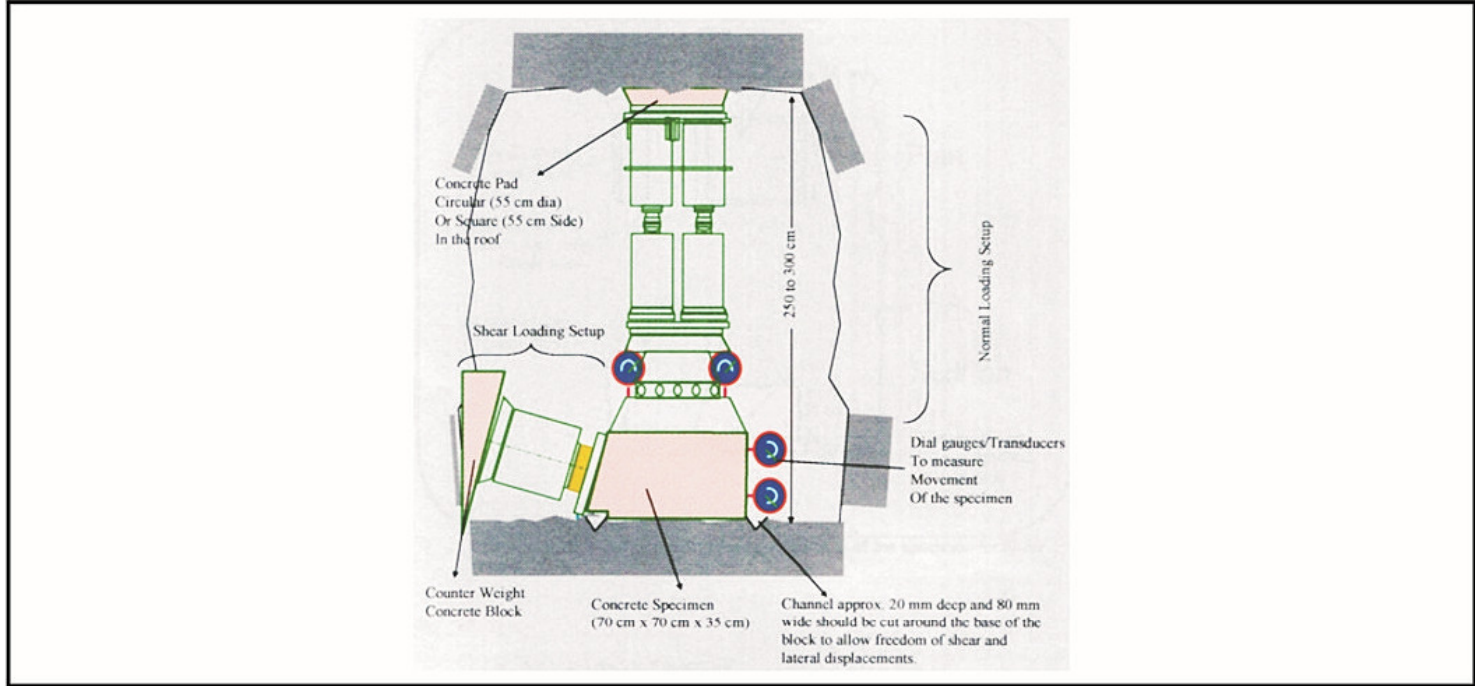 Concrete Pad
Circular (55 cm dia)
Or Square (55 cm Side)
In the roof
250 to 300 cm
Normal Loading Setup
Shear Loading Setup
Dial gauges/Transducers
To measure
Movement
Of the specimen
Counter Weight
Concrete Block
Concrete Specimen
(70 cm x 70 cm x 35 cm)
Channel approx. 20 mm deep and 80 mm
wide should be cut around the base of the
block to allow freedom of shear and
lateral displacements.